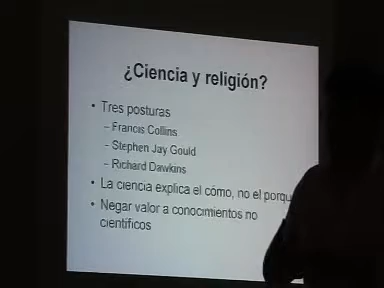 ¿Ciencia y religión?
• Tres posturas
– Francis Collins
– Stephen Jay Gould
– Richard Dawkins
• La ciencia explica el cómo, no el porqu
• Negar valor a conocimientos no
científicos